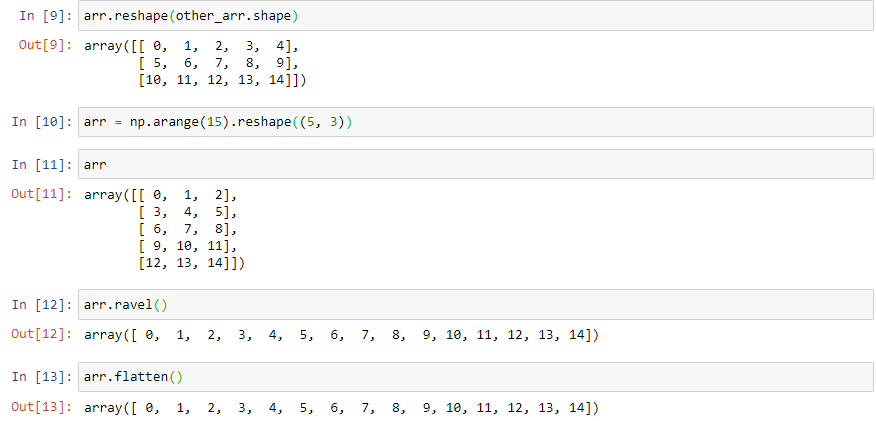 In [9]: arr.reshape(other_arr.shape)
Out[9]: array([[ 0,  1,  2,  3,  4],
       [ 5,  6,  7,  8,  9],
       [10, 11, 12, 13, 14]])
In [10]: arr = np.arange(15).reshape((5, 3))
In [11]: arr
Out[11]: array([[ 0,  1,  2],
       [ 3,  4,  5],
       [ 6,  7,  8],
       [ 9, 10, 11],
       [12, 13, 14]])
In [12]: arr.ravel()
Out[12]: array([ 0,  1,  2,  3,  4,  5,  6,  7,  8,  9, 10, 11, 12, 13, 14])
In [13]: arr.flatten()
Out[13]: array([ 0,  1,  2,  3,  4,  5,  6,  7,  8,  9, 10, 11, 12, 13, 14])